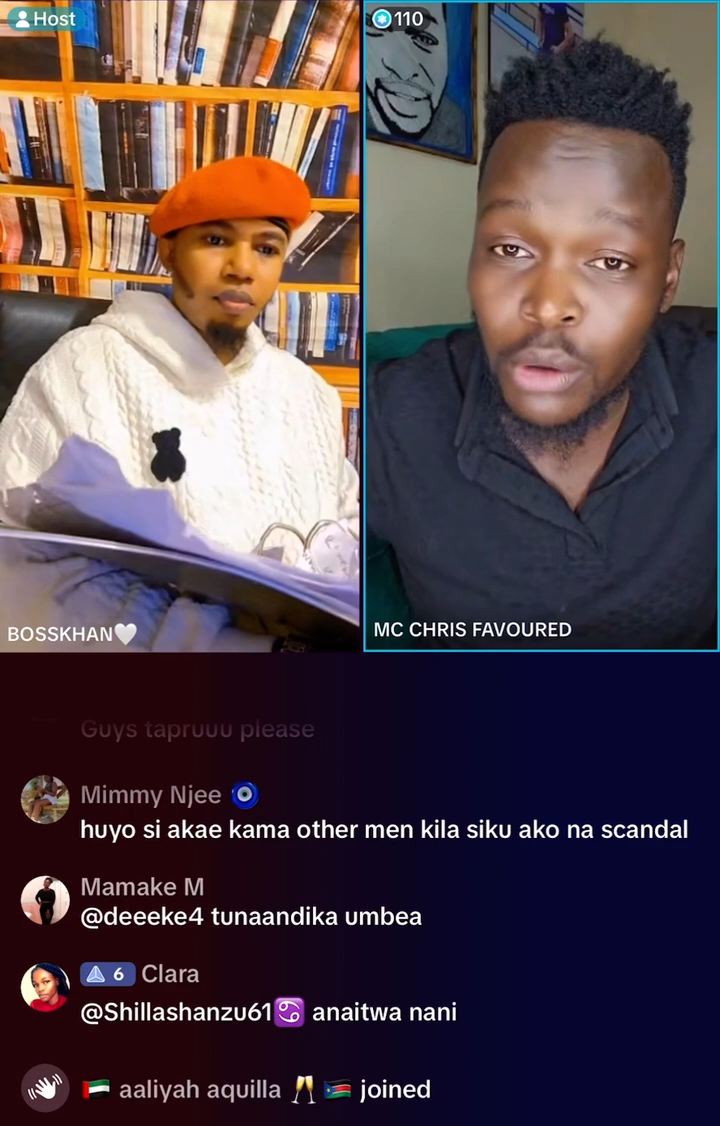 Host
110
BOSSKHAN🤍
MC CHRIS FAVOURED
Guys tapruuu please
Mimmy Njee 🧿
huyo si akae kama other men kila siku ako na scandal
Mamake M
@deeeke4 tunaandika umbea
6 Clara
@Shillashanzu61♋ anaitwa nani
🇦🇪 aaliyah aquilla 🥂 🇸🇸 joined